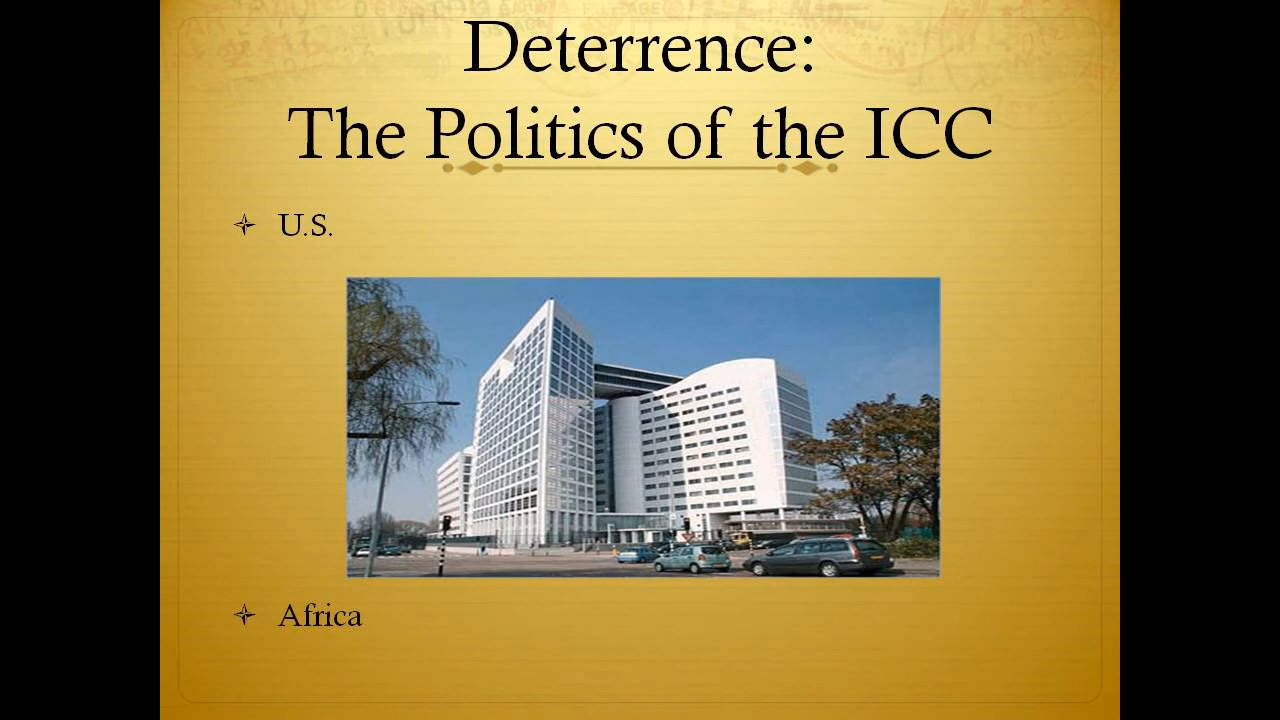 Deterrence:
The Politics of the ICC
U.S.
Africa